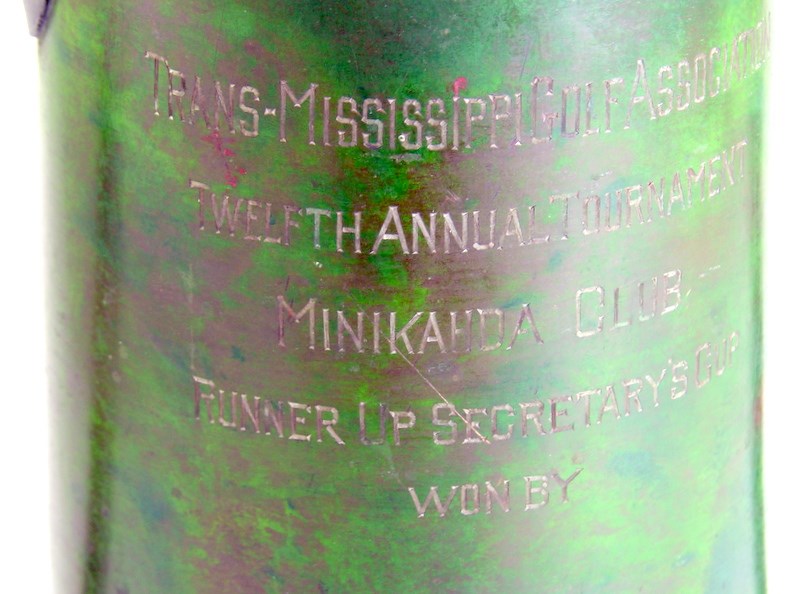 Trans-Mississippi Golf Association
Twelfth Annual Tournament
Minikahda Club.
Runner Up Secretary's Cup
Won By